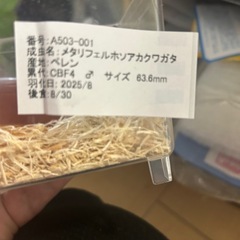 番号: A503-001
成虫名: メタリフェルホソアカクワガタ
産地: ペレン
累代: CBF4 ♂ サイズ 63.6mm
羽化日: 2025/8
後食: 8/30